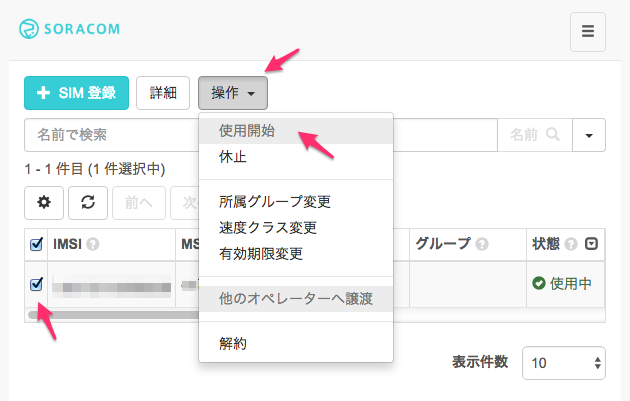 SORACOM
SIM 登録 詳細 操作
名前で検索 名前
使用開始
休止
所属グループ変更
速度クラス変更
有効期限変更
他のオペレーターへ譲渡
解約
1 - 1 件目 (1 件選択中)
前へ 次
IMSI MS グループ 状態
使用中
表示件数 10